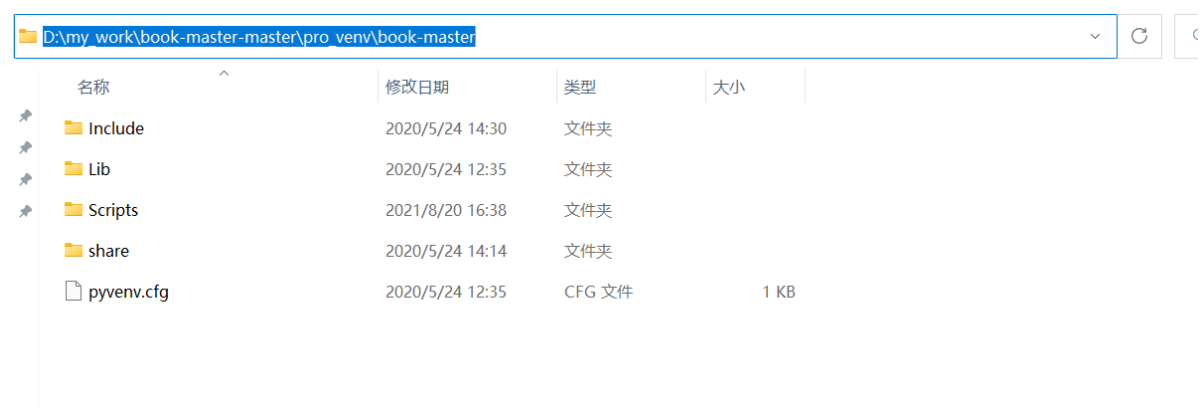 D:\my_work\book-master-master\pro_venv\book-master
名称 修改日期 类型 大小
Include 2020/5/24 14:30 文件夹
Lib 2020/5/24 12:35 文件夹
Scripts 2021/8/20 16:38 文件夹
share 2020/5/24 14:14 文件夹
pyvenv.cfg 2020/5/24 12:35 CFG 文件 1 KB